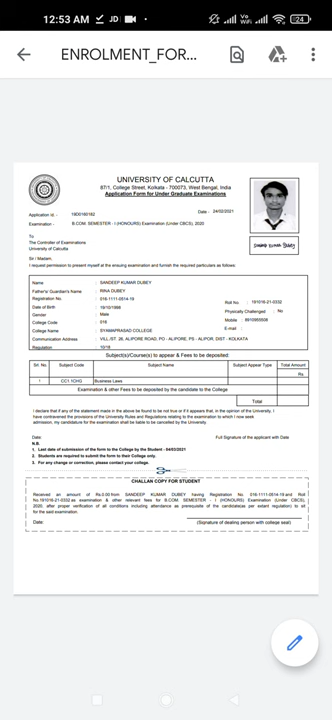 12:53 AM JD
Vo WiFi 24
ENROLMENT_FOR...
UNIVERSITY OF CALCUTTA
87/1, College Street, Kolkata - 700073, West Bengal, India
Application Form for Under Graduate Examinations
Date : 24/02/2021
Application id. - 19D0160162
Examination - B.COM. SEMESTER - I (HONOURS) Examination (Under CBCS), 2020
SANDEEP KUMAR DUBEY
To
The Controller of Examinations
University of Calcutta
Sir / Madam,
I request permission to present myself at the ensuing examination and furnish the required particulars as follows:
Name : SANDEEP KUMAR DUBEY
Father's/ Guardian's Name : RIRA DUBEY
Registration No. : 016-1111-0514-19
Roll No : 191016-21-0332
Date of Birth : 19/10/1998
Physically Challenged : No
Gender : Male
College Code : 016
Mobile : 8910955608
College Name : SYAMAPRASAD COLLEGE
E-mail :
Communication Address : VILL./ST. 28, ALIPORE ROAD, PO - ALIPORE, PS - ALIPOR, DIST - KOLKATA
Regulation : 10/18
Subject(s)/Course(s) to appear & Fees to be deposited:
Srl. No. Subject Code Subject Name Subject Appear Type Total Amount
Rs
1 CC1.1CHG Business Laws
Examination & other Fees to be deposited by the candidate to the College
Total
I declare that if any of the statement made in the above be found to be not true or if it appears that, in the opinion of the University, I
have contravened the provisions of the University Rules and Regulations relating to the examination to which I now seek
admission, my candidature for the examination shall be liable to be cancelled by the University.
Date: Full Signature of the applicant with Date
N.B.
1. Last date of submission of the form to the College by the Student - 04/03/2021
2. Students are required to submit the form to their College only.
3. For any change or correction, please contact your college.
CHALLAN COPY FOR STUDENT
Received an amount of Rs.0.00 from SANDEEP KUMAR DUBEY having Registration No 016-1111-0514-19 and Roll
No.191016-21-0332 as examination & other relevant fees for B.COM. SEMESTER - I (HONOURS) Examination (Under CBCS),
2020, after proper verification of all conditions including attendance as prerequisite of the candidate(as per extant regulation) to sit
for the said examination.
Date: (Signature of dealing person with college seal)